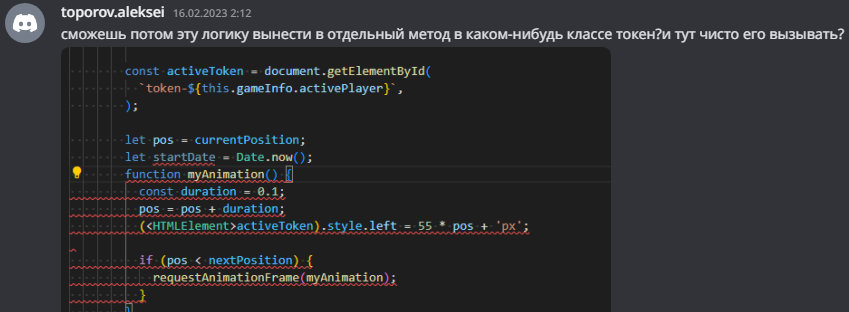 toporov.aleksei 16.02.2023 2:12
сможешь потом эту логику вынести в отдельный метод в каком-нибудь классе токен?и тут чисто его вызывать?
const activeToken = document.getElementById(
`token-${this.gameInfo.activePlayer}`,
);
let pos = currentPosition;
let startDate = Date.now();
function myAnimation() {
const duration = 0.1;
pos = pos + duration;
(<HTMLElement>activeToken).style.left = 55 * pos + 'px';
if (pos < nextPosition) {
requestAnimationFrame(myAnimation);
}
}